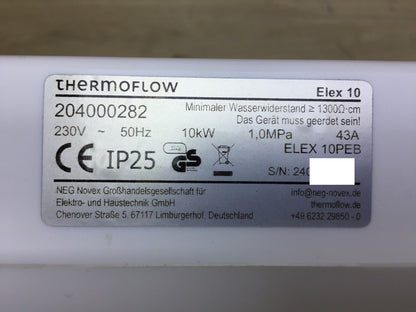 THERMOFLOW Elex 10
204000282 Minimaler Wasserwiderstand ≥ 1300Ω·cm
Das Gerät muss geerdet sein!
230V ~ 50Hz 10kW 1,0MPa 43A
CE IP25 GS ELEX 10PEB
S/N: 240
NEG Novex Großhandelsgesellschaft für info@neg-novex.de
Elektro- und Haustechnik GmbH thermoflow.de
Chenover Straße 5, 67117 Limburgerhof, Deutschland +49 6232 29850 - 0